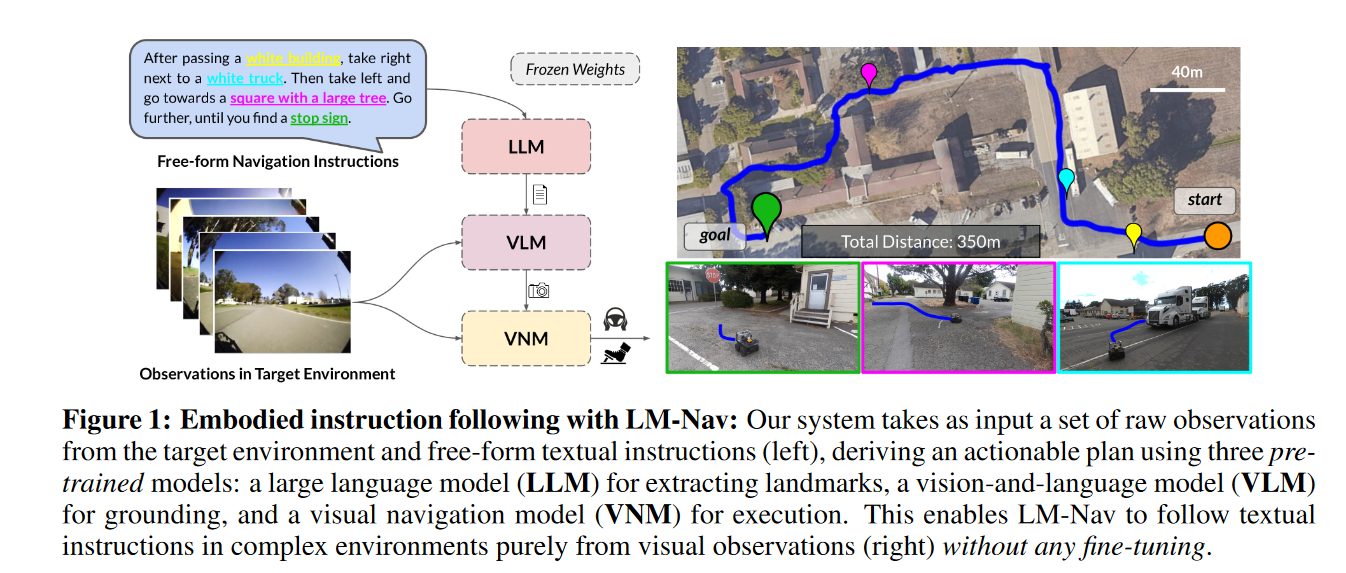 After passing a white building, take right
next to a white truck. Then take left and
go towards a square with a large tree. Go
further, until you find a stop sign.
Free-form Navigation Instructions
Observations in Target Environment
Frozen Weights
LLM
VLM
VNM
40m
start
goal
Total Distance: 350m
STOP
Figure 1: Embodied instruction following with LM-Nav: Our system takes as input a set of raw observations
from the target environment and free-form textual instructions (left), deriving an actionable plan using three pre-
trained models: a large language model (LLM) for extracting landmarks, a vision-and-language model (VLM)
for grounding, and a visual navigation model (VNM) for execution. This enables LM-Nav to follow textual
instructions in complex environments purely from visual observations (right) without any fine-tuning.